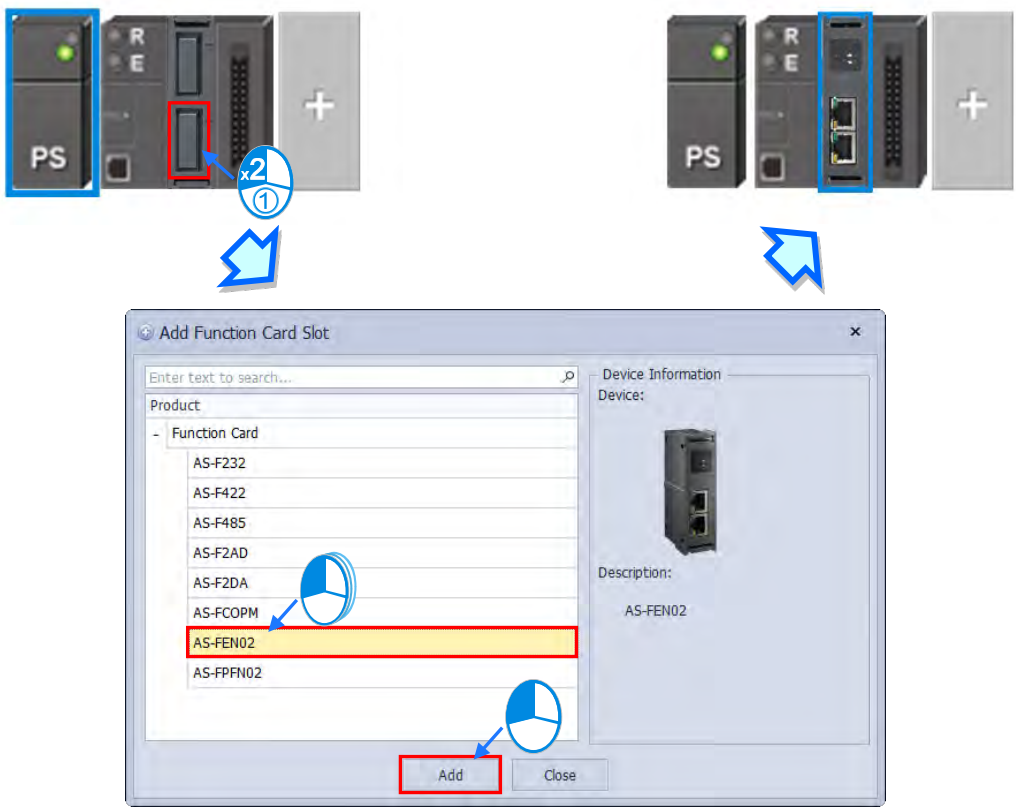 R
E
PS
+
x2
①
R
E
PS
+
Add Function Card Slot
×
Enter text to search...
Product
- Function Card
AS-F232
AS-F422
AS-F485
AS-F2AD
AS-F2DA
AS-FCOPM
AS-FEN02
AS-FPFN02
Device Information
Device:
Description:
AS-FEN02
Add
Close